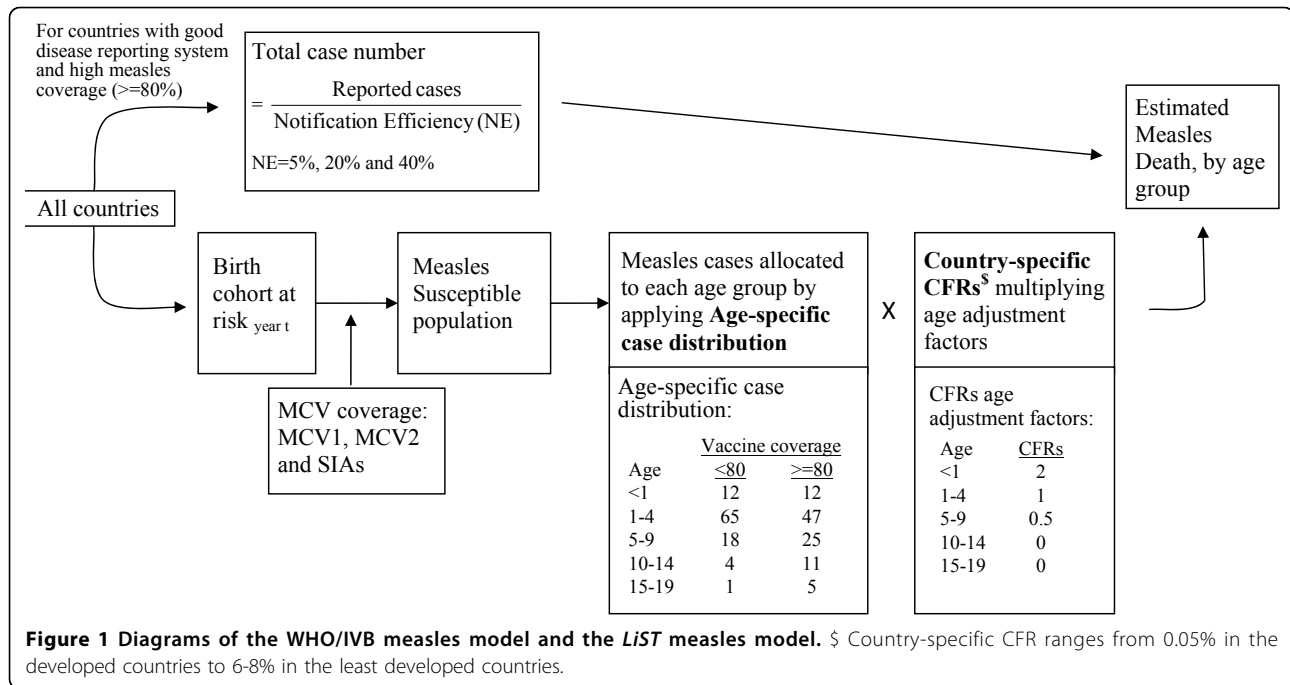 For countries with good
disease reporting system
and high measles
coverage (>=80%)
Total case number
= Reported cases
Notification Efficiency (NE)
NE=5%, 20% and 40%
Estimated
Measles
Death, by age
group
All countries
Birth
cohort at
risk year t
Measles
Susceptible
population
Measles cases allocated
to each age group by
applying Age-specific
case distribution
X
Country-specific
CFRs$ multiplying
age adjustment
factors
MCV coverage:
MCV1, MCV2
and SIAs
Age-specific case
distribution:
Vaccine coverage
Age <80 >=80
<1 12 12
1-4 65 47
5-9 18 25
10-14 4 11
15-19 1 5
CFRs age
adjustment factors:
Age CFRs
<1 2
1-4 1
5-9 0.5
10-14 0
15-19 0
Figure 1 Diagrams of the WHO/IVB measles model and the LiST measles model. $ Country-specific CFR ranges from 0.05% in the
developed countries to 6-8% in the least developed countries.